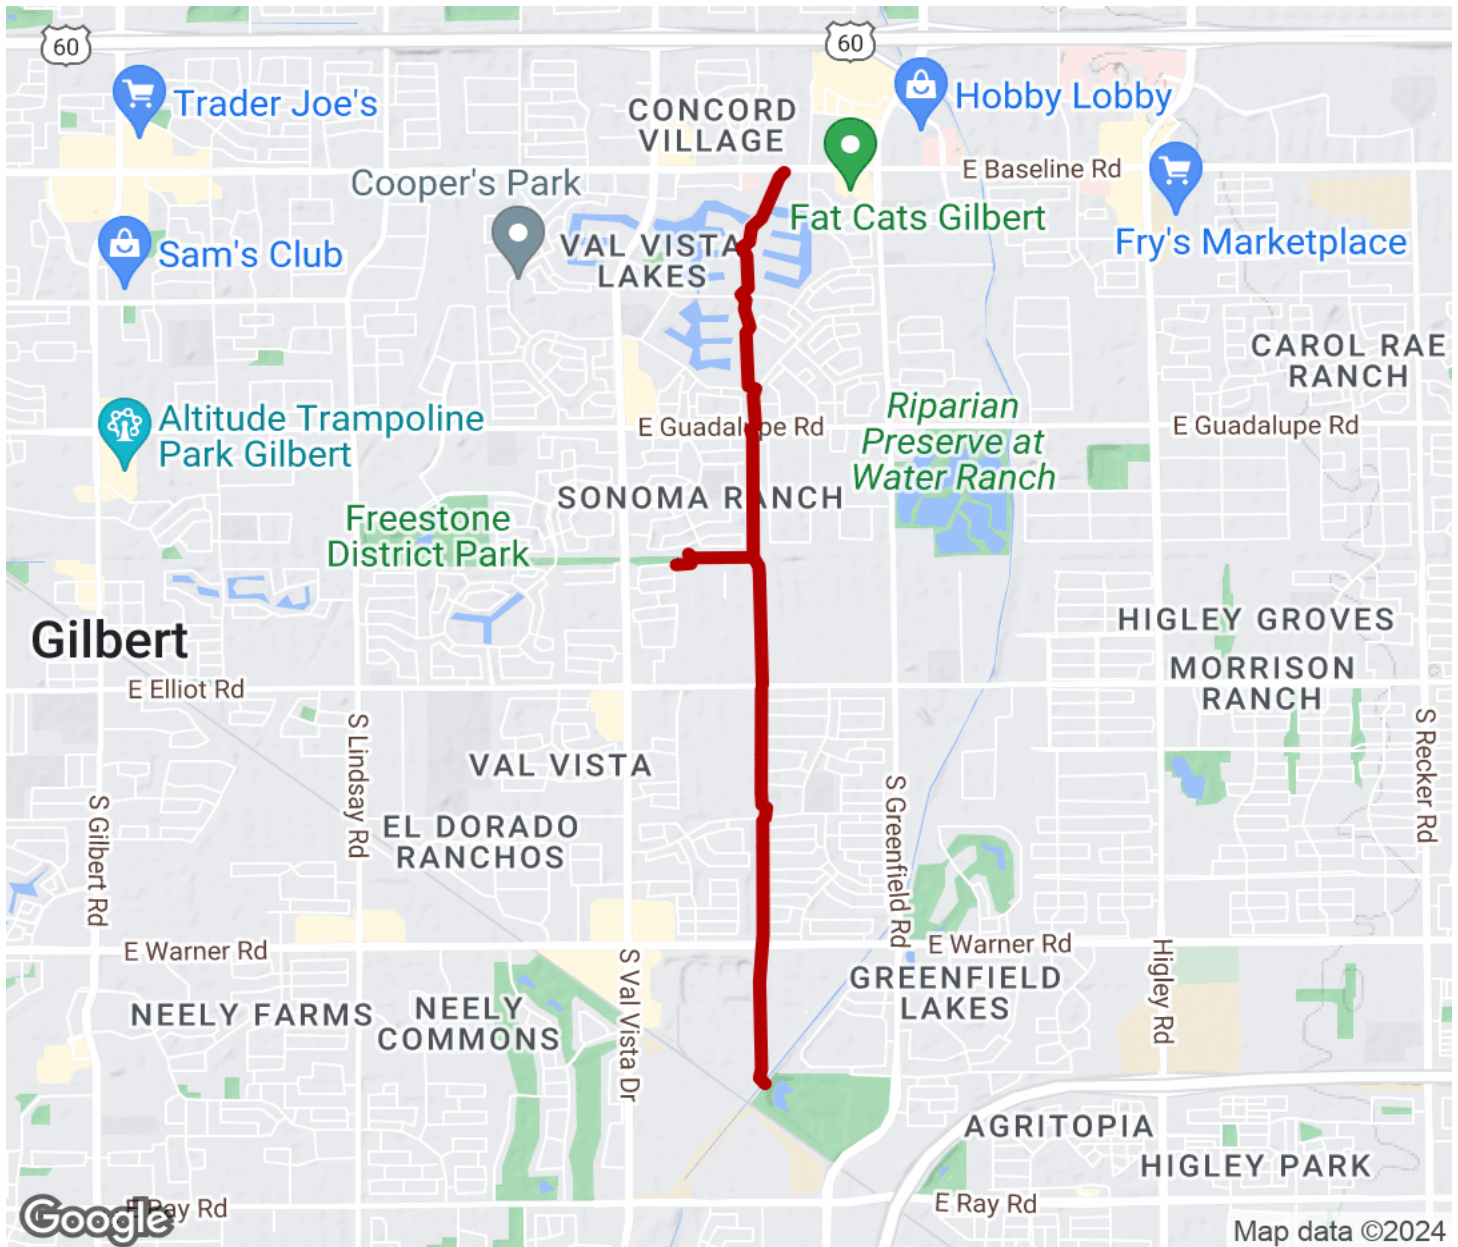 60
60
Trader Joe's
CONCORD
VILLAGE
Hobby Lobby
E Baseline Rd
Cooper's Park
Fat Cats Gilbert
Fry's Marketplace
Sam's Club
VAL VISTA
LAKES
CAROL RAE
RANCH
Altitude Trampoline
Park Gilbert
E Guadalupe Rd
Riparian
Preserve at
Water Ranch
E Guadalupe Rd
SONOMA RANCH
Freestone
District Park
Gilbert
HIGLEY GROVES
MORRISON
RANCH
E Elliot Rd
S Lindsay Rd
S Recker Rd
VAL VISTA
S Gilbert Rd
S Greenfield Rd
EL DORADO
RANCHOS
E Warner Rd
S Val Vista Dr
E Warner Rd
Higley Rd
GREENFIELD
LAKES
NEELY FARMS
NEELY
COMMONS
AGRITOPIA
HIGLEY PARK
E Ray Rd
E Ray Rd
Google
Map data ©2024